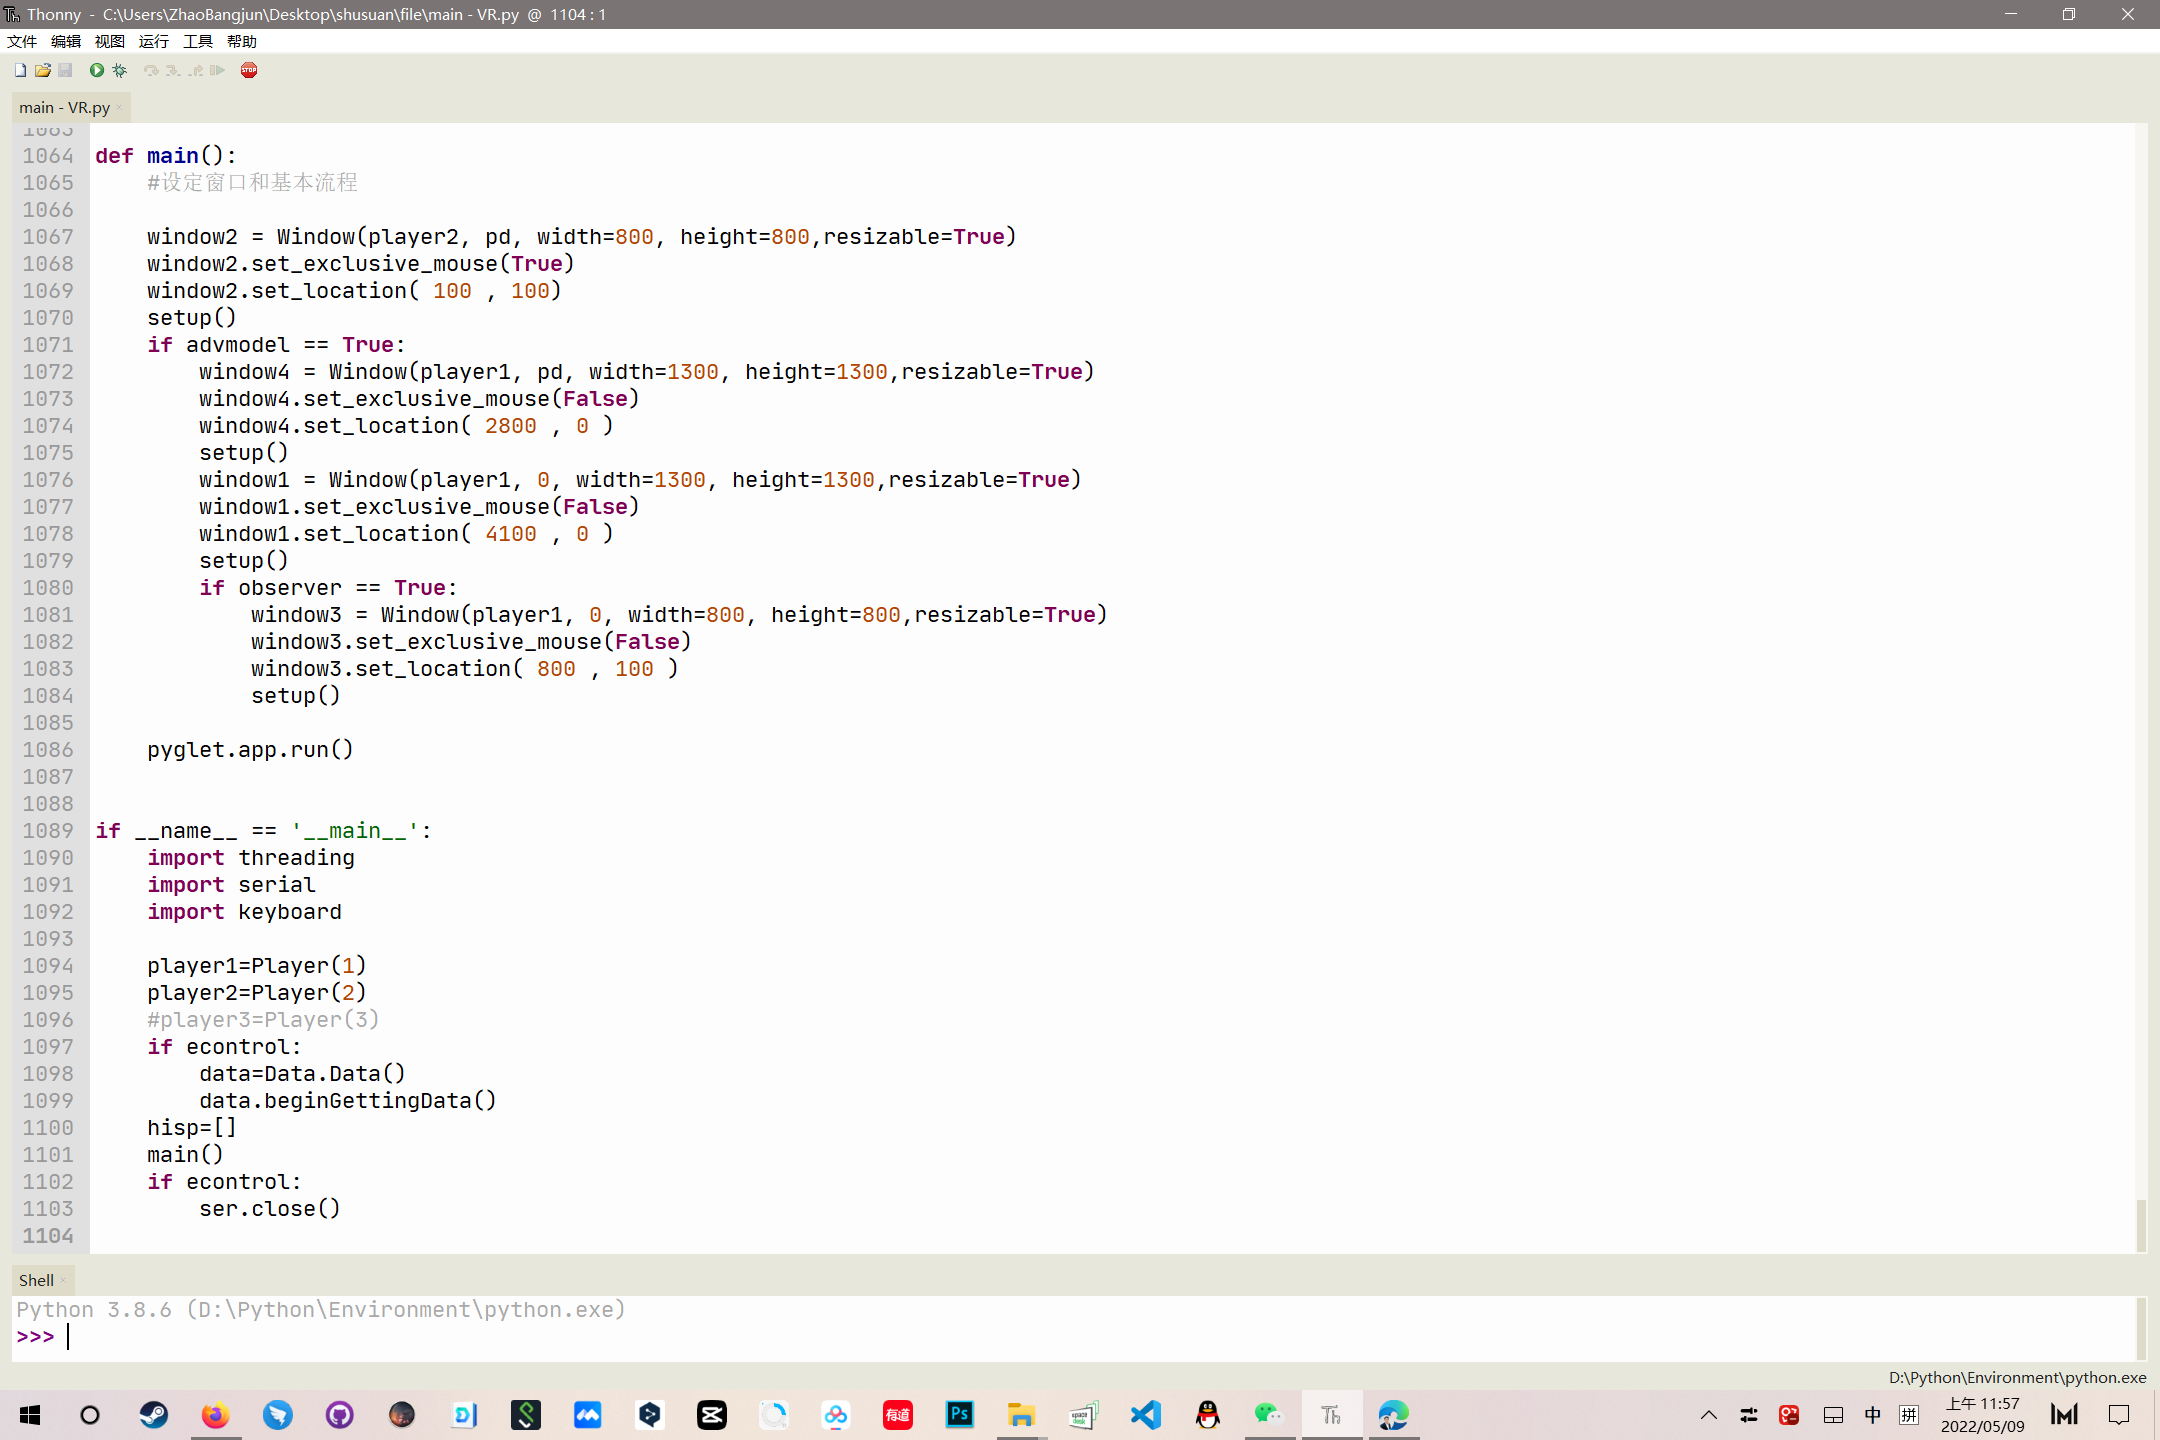 Thonny - C:\Users\ZhaoBangjun\Desktop\shusuan\file\main - VR.py @ 1104 : 1
文件 编辑 视图 运行 工具 帮助
STOP
main - VR.py ×
1063
1064 def main():
1065     #设定窗口和基本流程
1066
1067     window2 = Window(player2, pd, width=800, height=800,resizable=True)
1068     window2.set_exclusive_mouse(True)
1069     window2.set_location( 100 , 100)
1070     setup()
1071     if advmodel == True:
1072         window4 = Window(player1, pd, width=1300, height=1300,resizable=True)
1073         window4.set_exclusive_mouse(False)
1074         window4.set_location( 2800 , 0 )
1075         setup()
1076         window1 = Window(player1, 0, width=1300, height=1300,resizable=True)
1077         window1.set_exclusive_mouse(False)
1078         window1.set_location( 4100 , 0 )
1079         setup()
1080         if observer == True:
1081             window3 = Window(player1, 0, width=800, height=800,resizable=True)
1082             window3.set_exclusive_mouse(False)
1083             window3.set_location( 800 , 100 )
1084             setup()
1085
1086     pyglet.app.run()
1087
1088
1089 if __name__ == '__main__':
1090     import threading
1091     import serial
1092     import keyboard
1093
1094     player1=Player(1)
1095     player2=Player(2)
1096     #player3=Player(3)
1097     if econtrol:
1098         data=Data.Data()
1099         data.beginGettingData()
1100     hisp=[]
1101     main()
1102     if econtrol:
1103         ser.close()
1104
Shell ×
Python 3.8.6 (D:\Python\Environment\python.exe)
>>>
D:\Python\Environment\python.exe
有道 Ps space desk Th 中 拼 上午 11:57
2022/05/09